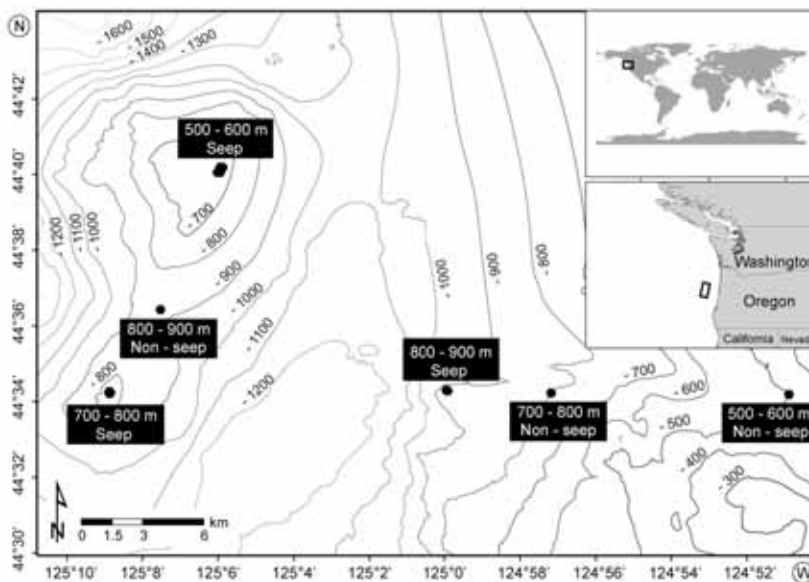 N
- 1600
- 1500
- 1400
- 1300
44°42'
500 - 600 m
Seep
44°40'
- 700
- 800
- 900
- 1000
- 1100
- 1200
44°38'
- 1200
- 1100
- 1000
- 1000
- 900
- 800
Washington
Oregon
California
44°36'
800 - 900 m
Non - seep
800 - 900 m
Seep
44°34'
- 800
700 - 800 m
Seep
- 700
- 600
- 500
- 400
- 300
700 - 800 m
Non - seep
500 - 600 m
Non - seep
44°32'
N
0 1.5 3 6 km
44°30'
125°10' 125°8' 125°6' 125°4' 125°2' 125°0' 124°58' 124°56' 124°54' 124°52' W